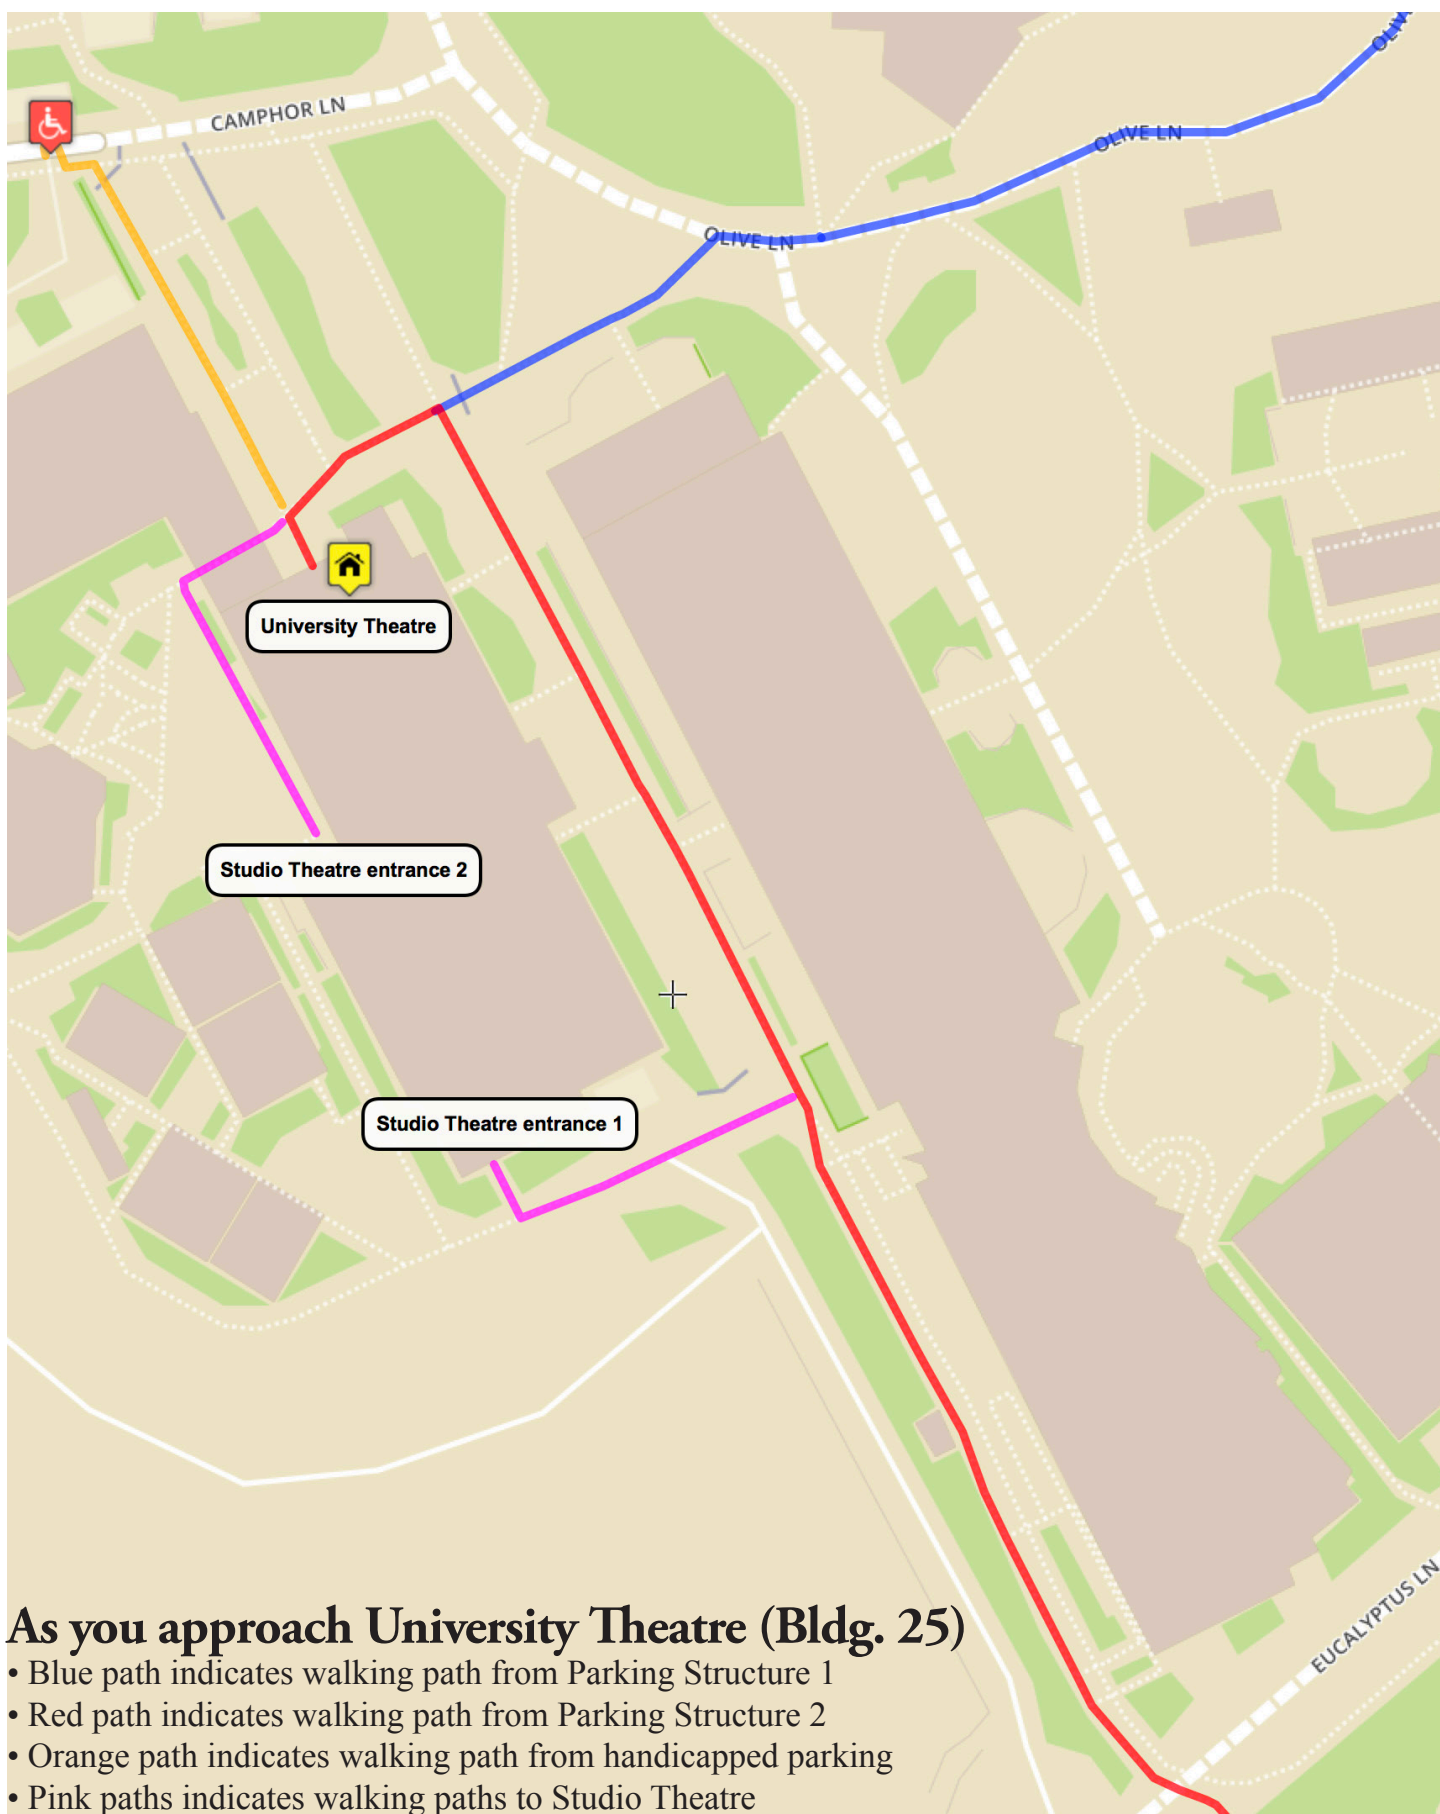 OLIV
CAMPHOR LN
OLIVE LN
OLIVE LN
University Theatre
Studio Theatre entrance 2
Studio Theatre entrance 1
EUCALYPTUS LN
As you approach University Theatre (Bldg. 25)
• Blue path indicates walking path from Parking Structure 1
• Red path indicates walking path from Parking Structure 2
• Orange path indicates walking path from handicapped parking
• Pink paths indicates walking paths to Studio Theatre